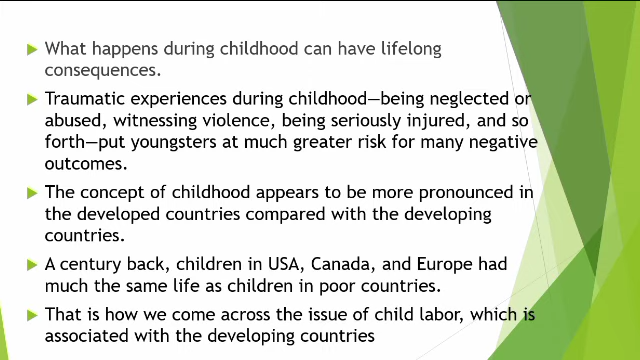 What happens during childhood can have lifelong
consequences.
Traumatic experiences during childhood—being neglected or
abused, witnessing violence, being seriously injured, and so
forth—put youngsters at much greater risk for many negative
outcomes.
The concept of childhood appears to be more pronounced in
the developed countries compared with the developing
countries.
A century back, children in USA, Canada, and Europe had
much the same life as children in poor countries.
That is how we come across the issue of child labor, which is
associated with the developing countries